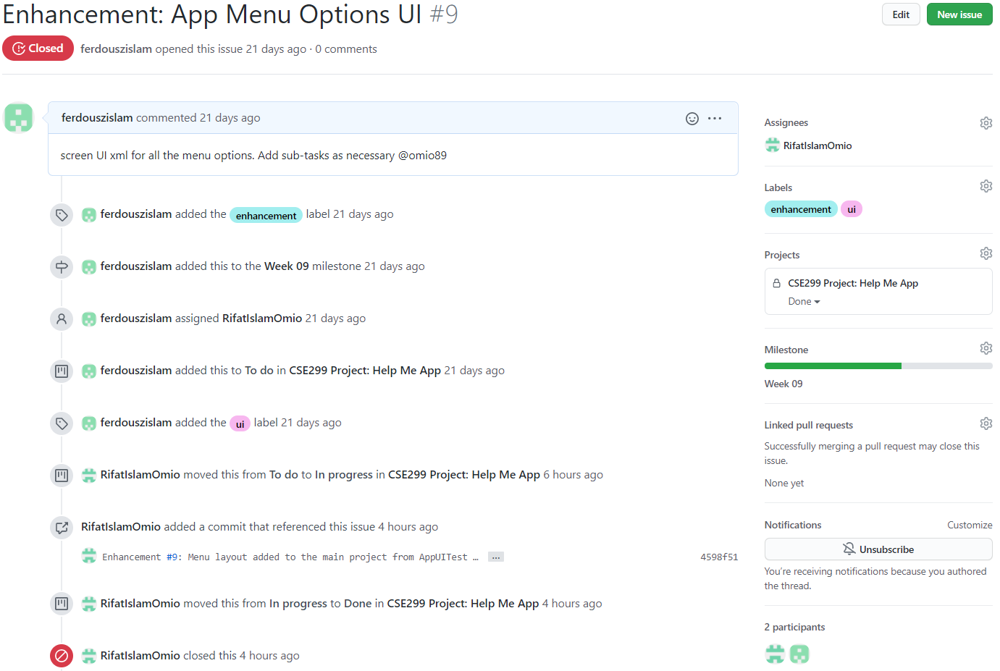 Enhancement: App Menu Options UI #9
Edit
New issue
Closed
ferdouszislam opened this issue 21 days ago · 0 comments
ferdouszislam commented 21 days ago
screen UI xml for all the menu options. Add sub-tasks as necessary @omio89
ferdouszislam added the enhancement label 21 days ago
ferdouszislam added this to the Week 09 milestone 21 days ago
ferdouszislam assigned RifatIslamOmio 21 days ago
ferdouszislam added this to To do in CSE299 Project: Help Me App 21 days ago
ferdouszislam added the ui label 21 days ago
RifatIslamOmio moved this from To do to In progress in CSE299 Project: Help Me App 6 hours ago
RifatIslamOmio added a commit that referenced this issue 4 hours ago
Enhancement #9: Menu layout added to the main project from AppUITest … … 4598f51
RifatIslamOmio moved this from In progress to Done in CSE299 Project: Help Me App 4 hours ago
RifatIslamOmio closed this 4 hours ago
Assignees
RifatIslamOmio
Labels
enhancement ui
Projects
CSE299 Project: Help Me App
Done
Milestone
Week 09
Linked pull requests
Successfully merging a pull request may close this
issue.
None yet
Notifications
Customize
Unsubscribe
You're receiving notifications because you authored
the thread.
2 participants